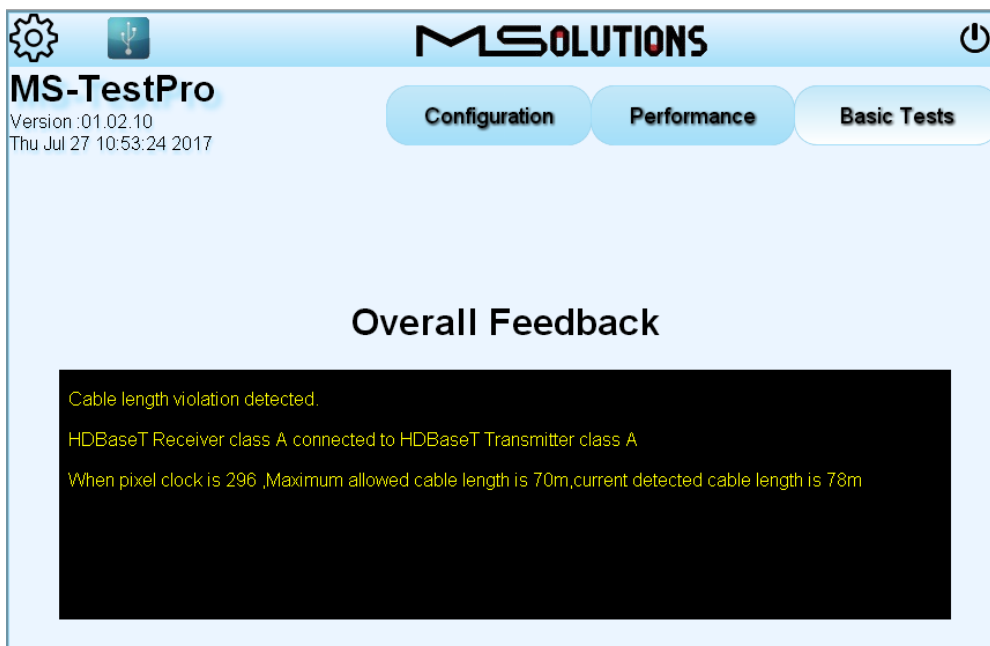 MSOLUTIONS
MS-TestPro
Version :01.02.10
Thu Jul 27 10:53:24 2017
Configuration
Performance
Basic Tests
Overall Feedback
Cable length violation detected.
HDBaseT Receiver class A connected to HDBaseT Transmitter class A
When pixel clock is 296 ,Maximum allowed cable length is 70m,current detected cable length is 78m